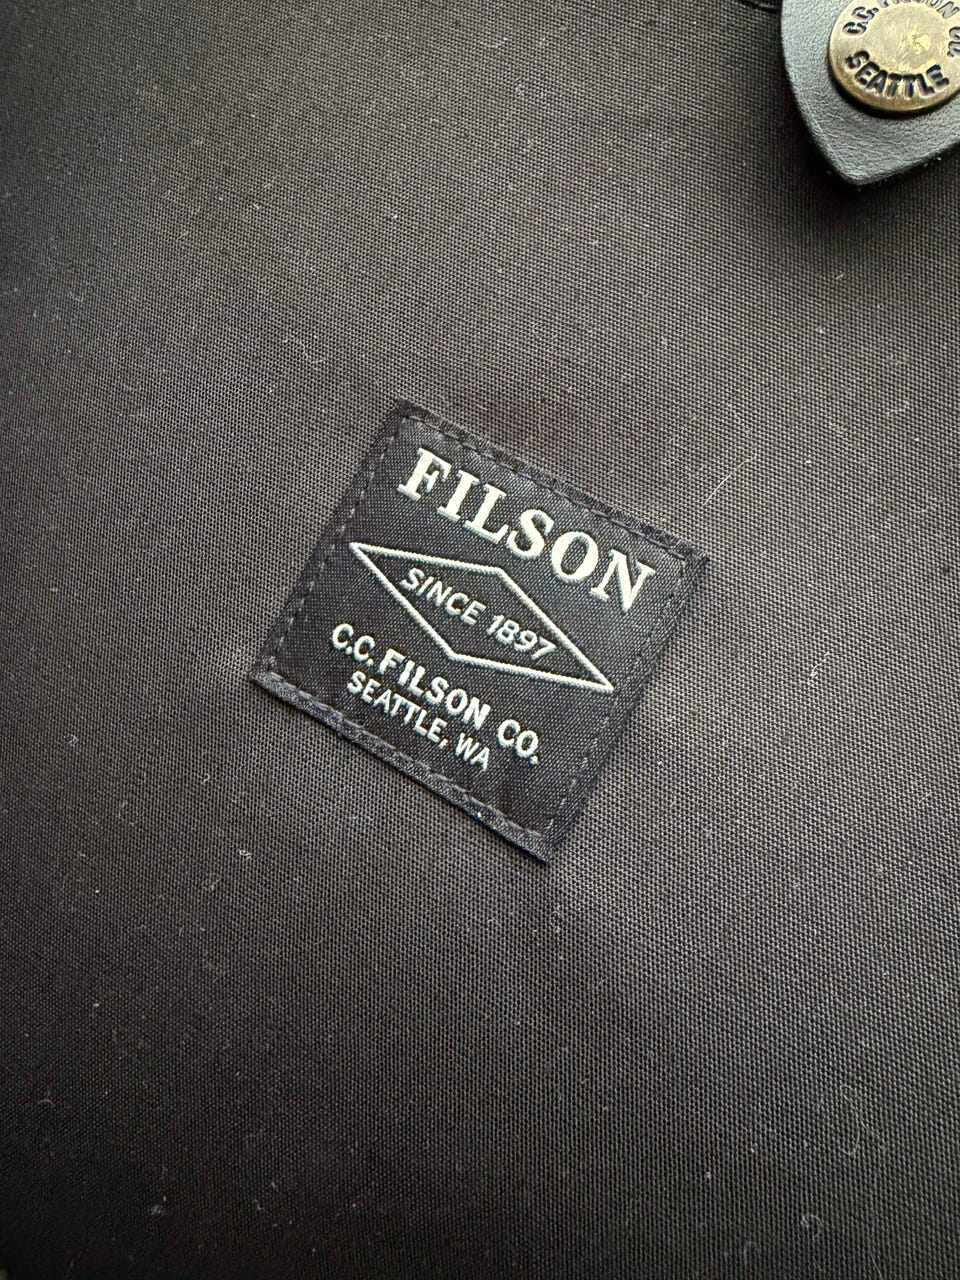 C.C. FILSON CO.
SEATTLE
FILSON
SINCE 1897
C.C. FILSON CO.
SEATTLE, WA